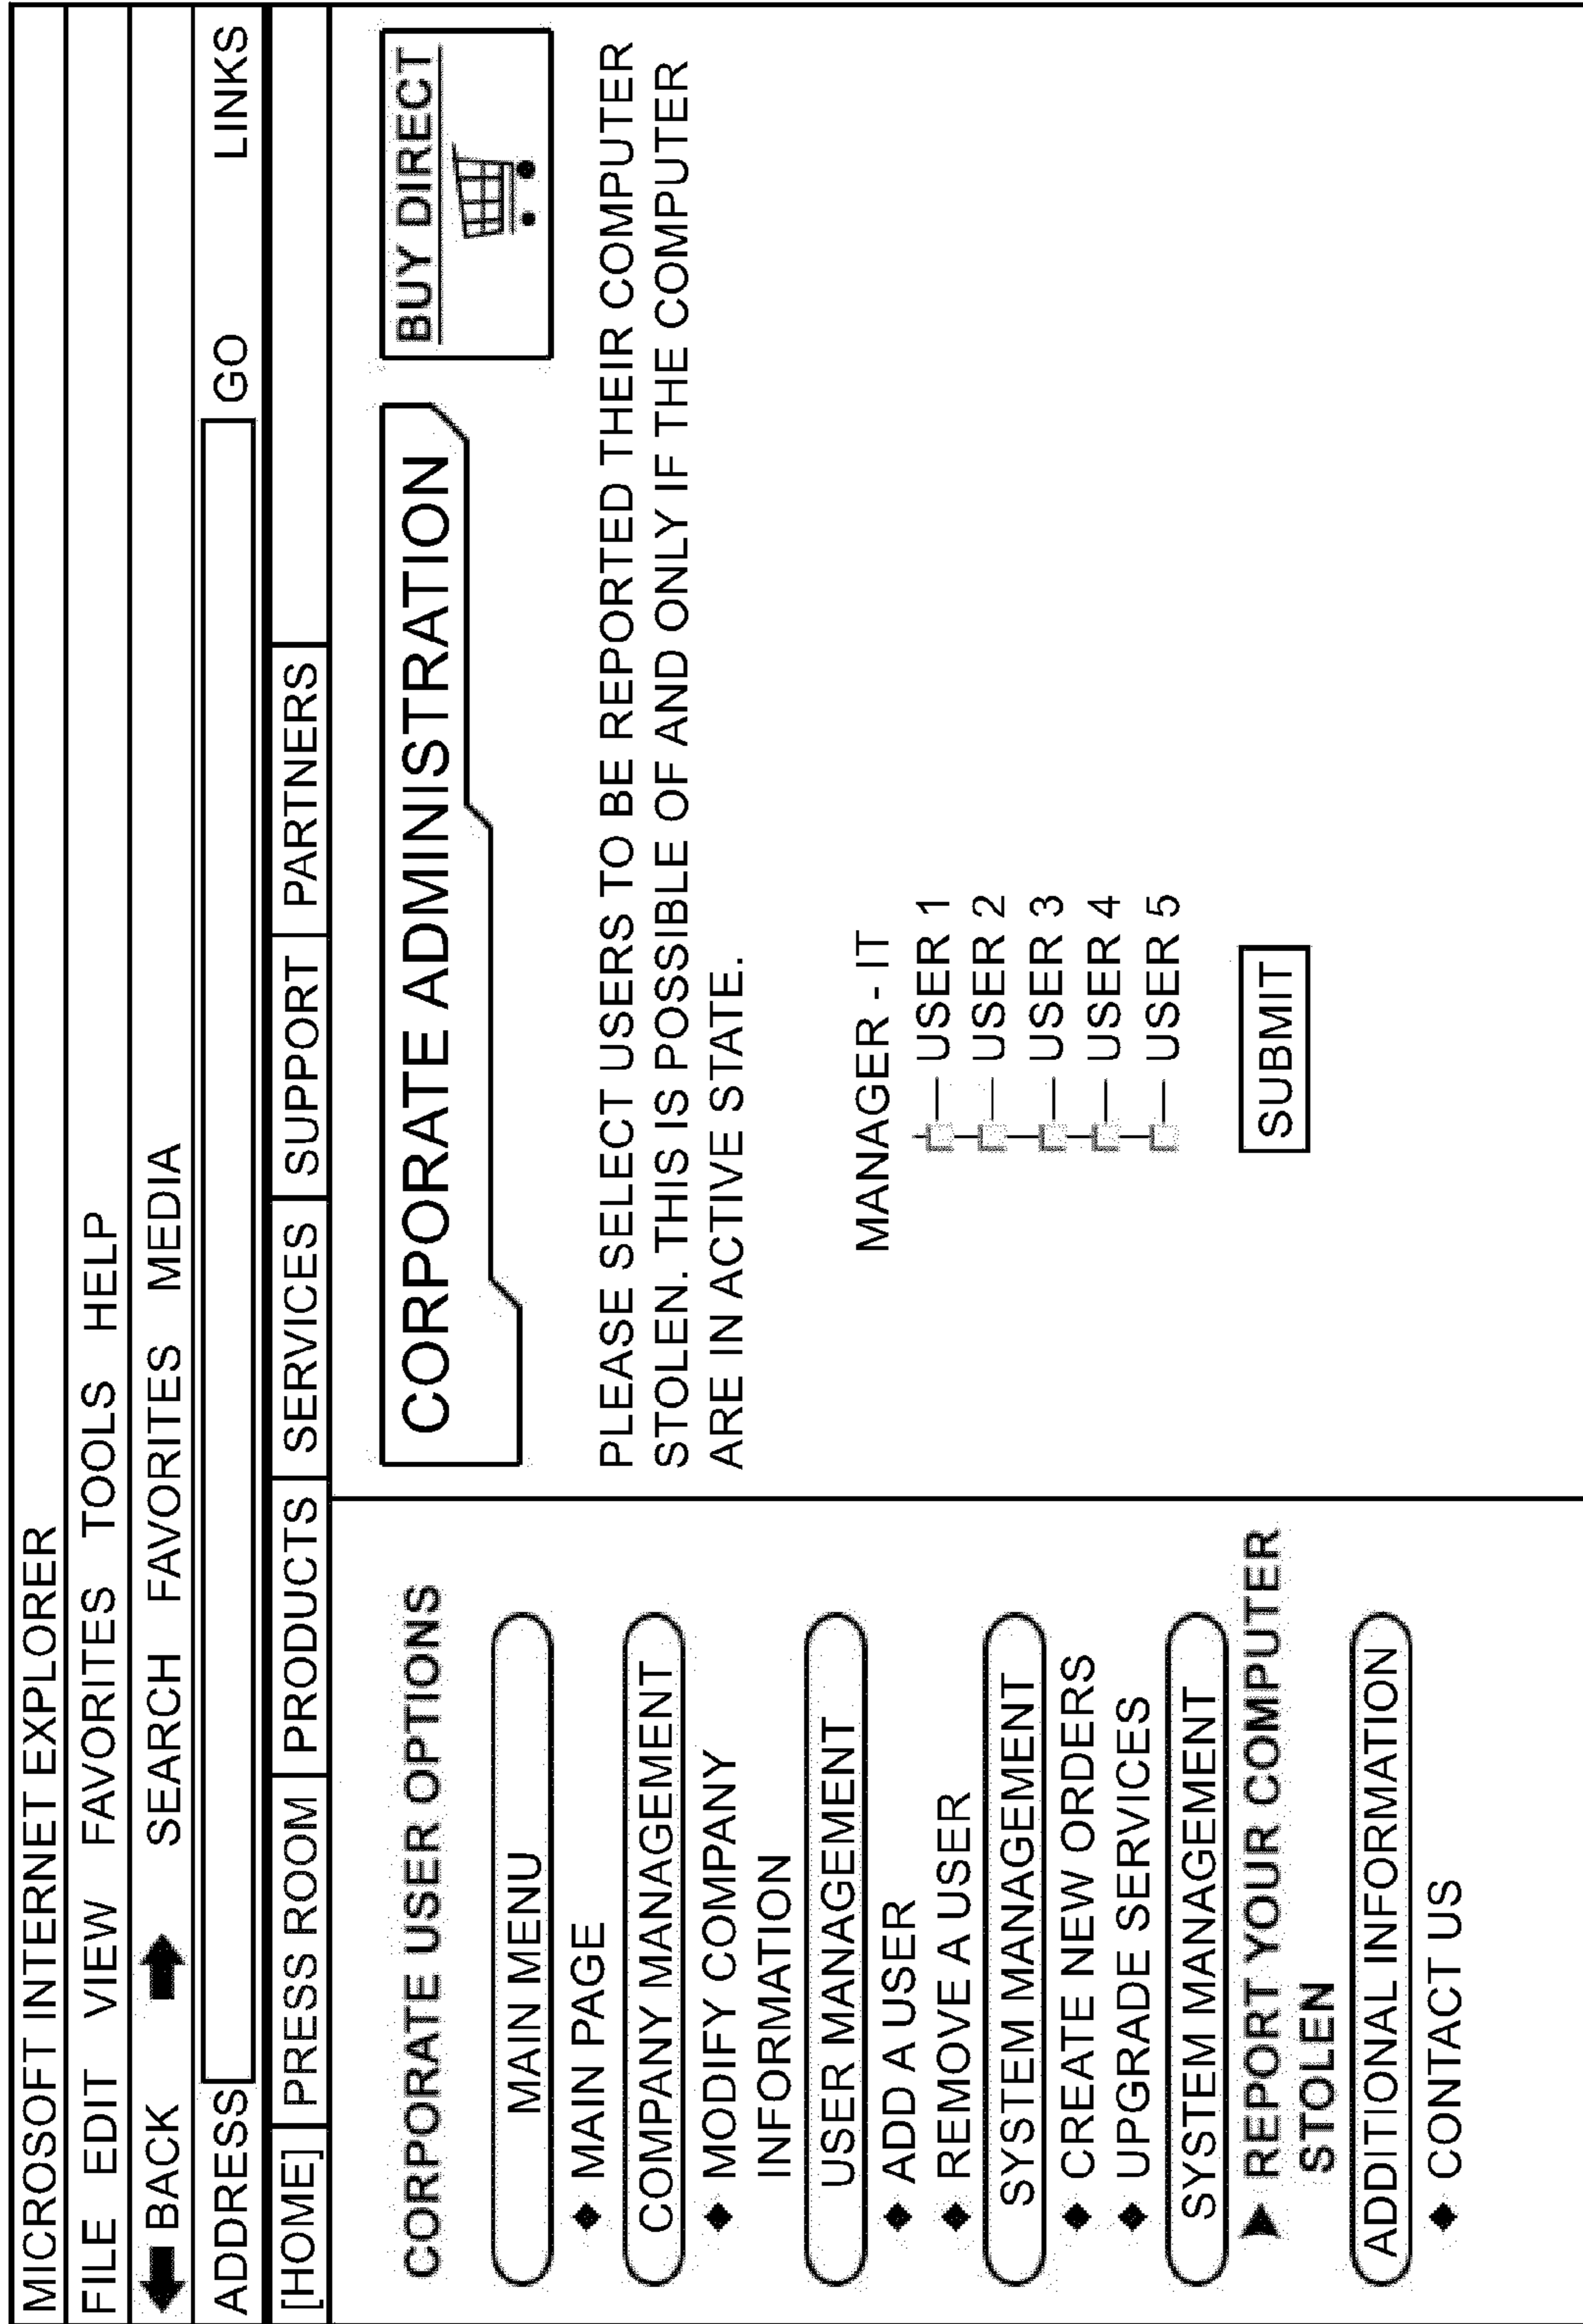 MICROSOFT INTERNET EXPLORER
FILE EDIT VIEW FAVORITES TOOLS HELP
BACK SEARCH FAVORITES MEDIA
ADDRESS GO LINKS
[HOME] PRESS ROOM PRODUCTS SERVICES SUPPORT PARTNERS
CORPORATE USER OPTIONS
MAIN MENU
MAIN PAGE
COMPANY MANAGEMENT
MODIFY COMPANY
INFORMATION
USER MANAGEMENT
ADD A USER
REMOVE A USER
SYSTEM MANAGEMENT
CREATE NEW ORDERS
UPGRADE SERVICES
SYSTEM MANAGEMENT
REPORT YOUR COMPUTER
STOLEN
ADDITIONAL INFORMATION
CONTACT US
CORPORATE ADMINISTRATION
BUY DIRECT
PLEASE SELECT USERS TO BE REPORTED THEIR COMPUTER
STOLEN. THIS IS POSSIBLE OF AND ONLY IF THE COMPUTER
ARE IN ACTIVE STATE.
MANAGER - IT
USER 1
USER 2
USER 3
USER 4
USER 5
SUBMIT